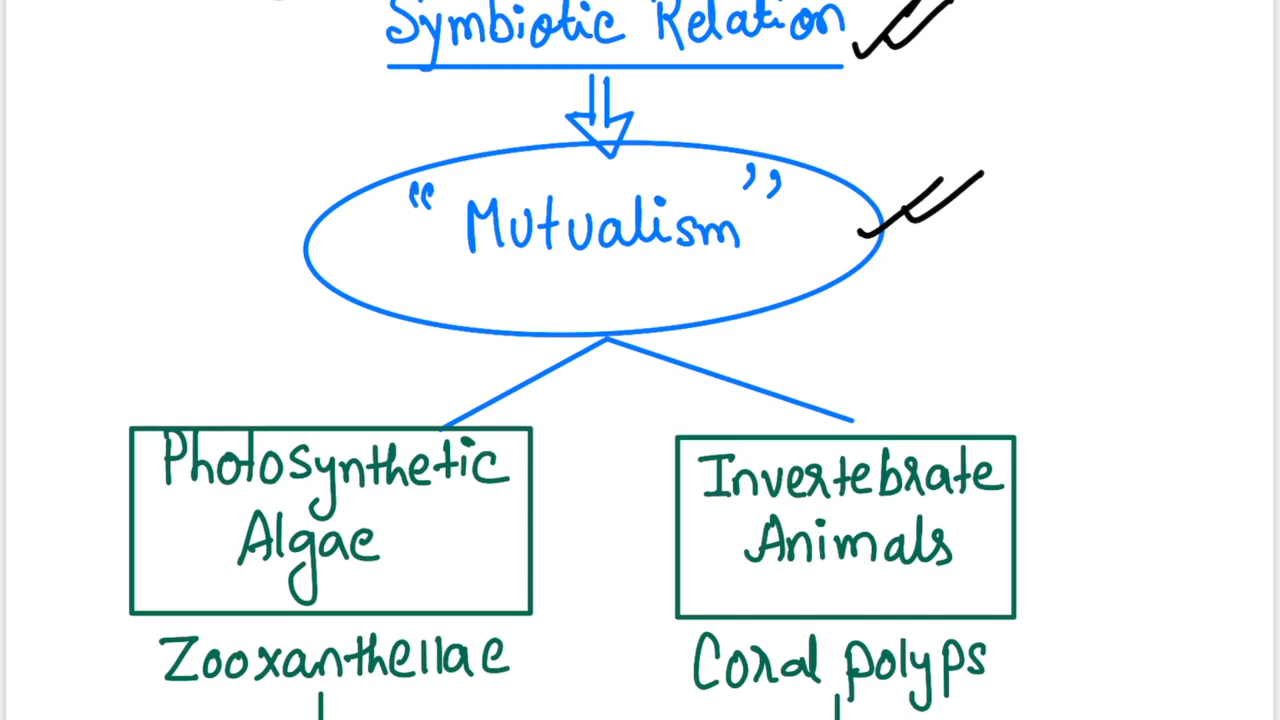 Symbiotic Relation
"Mutualism"
Photosynthetic
Algae
Invertebrate
Animals
Zooxanthellae
Coral polyps